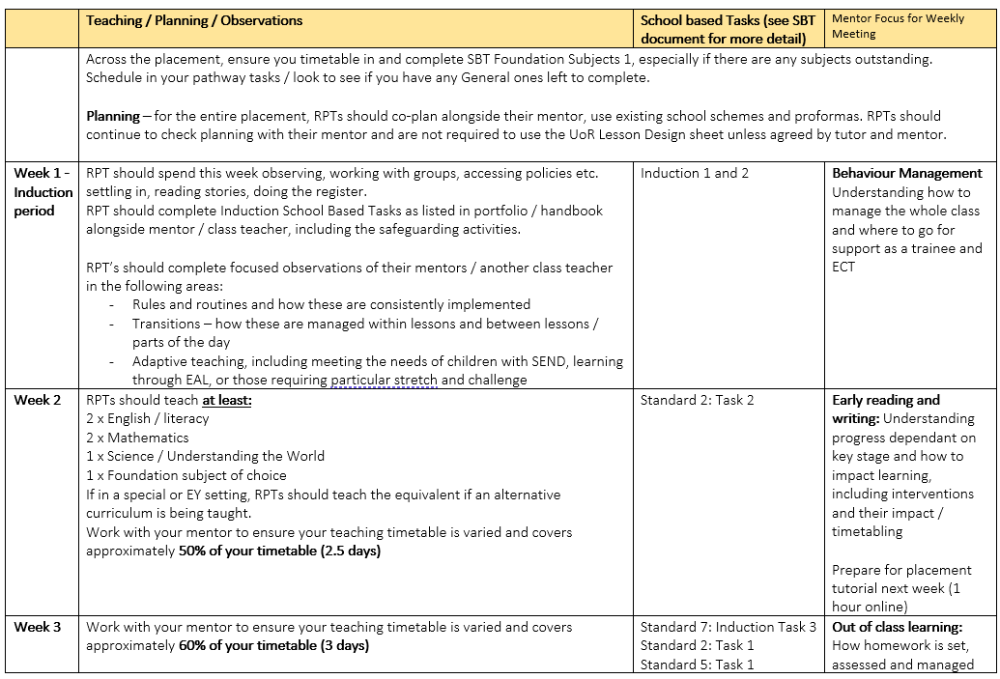 Teaching / Planning / Observations
School based Tasks (see SBT
document for more detail)
Mentor Focus for Weekly
Meeting
Across the placement, ensure you timetable in and complete SBT Foundation Subjects 1, especially if there are any subjects outstanding.
Schedule in your pathway tasks / look to see if you have any General ones left to complete.
Planning – for the entire placement, RPTs should co-plan alongside their mentor, use existing school schemes and proformas. RPTs should
continue to check planning with their mentor and are not required to use the UoR Lesson Design sheet unless agreed by tutor and mentor.
Week 1 -
Induction
period
RPT should spend this week observing, working with groups, accessing policies etc.
settling in, reading stories, doing the register.
RPT should complete Induction School Based Tasks as listed in portfolio / handbook
alongside mentor / class teacher, including the safeguarding activities.
RPT's should complete focused observations of their mentors / another class teacher
in the following areas:
- Rules and routines and how these are consistently implemented
- Transitions – how these are managed within lessons and between lessons /
parts of the day
- Adaptive teaching, including meeting the needs of children with SEND, learning
through EAL, or those requiring particular stretch and challenge
Induction 1 and 2
Behaviour Management
Understanding how to
manage the whole class
and where to go for
support as a trainee and
ECT
Week 2
RPTs should teach at least:
2 x English / literacy
2 x Mathematics
1 x Science / Understanding the World
1 x Foundation subject of choice
If in a special or EY setting, RPTs should teach the equivalent if an alternative
curriculum is being taught.
Work with your mentor to ensure your teaching timetable is varied and covers
approximately 50% of your timetable (2.5 days)
Standard 2: Task 2
Early reading and
writing: Understanding
progress dependant on
key stage and how to
impact learning,
including interventions
and their impact /
timetabling
Prepare for placement
tutorial next week (1
hour online)
Week 3
Work with your mentor to ensure your teaching timetable is varied and covers
approximately 60% of your timetable (3 days)
Standard 7: Induction Task 3
Standard 2: Task 1
Standard 5: Task 1
Out of class learning:
How homework is set,
assessed and managed